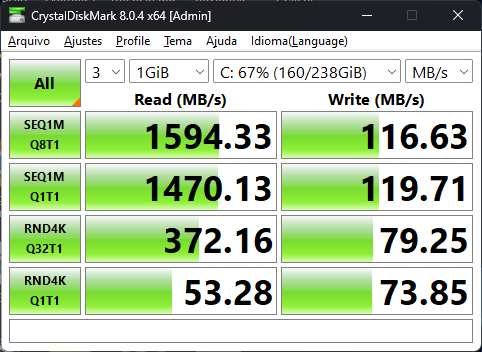 CrystalDiskMark 8.0.4 x64 [Admin]
Arquivo Ajustes Profile Tema Ajuda Idioma(Language)
All 3 1GiB C: 67% (160/238GiB) MB/s
Read (MB/s) Write (MB/s)
SEQ1M
Q8T1 1594.33 116.63
SEQ1M
Q1T1 1470.13 119.71
RND4K
Q32T1 372.16 79.25
RND4K
Q1T1 53.28 73.85